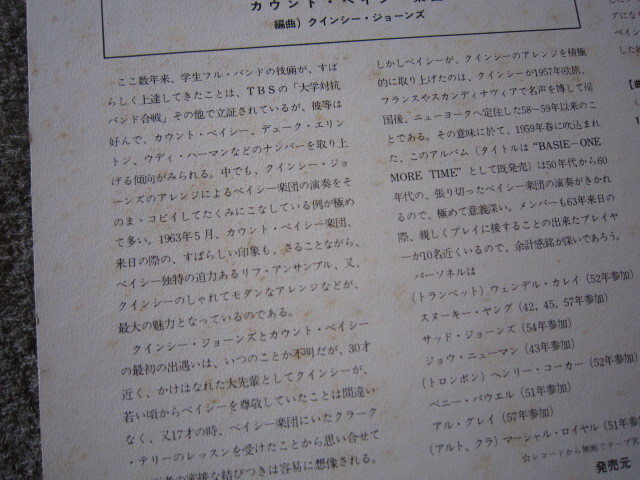 カウント・ベイシー楽団
編曲）クインシー・ジョーンズ
ここ数年来、学生フル・バンドの技倆が、すば
らしく上達してきたことは、TBSの「大学対抗
バンド合戦」その他で立証されているが、彼等は
好んで、カウント・ベイシー、デューク・エリン
トン、ウディ・ハーマンなどのナンバーを取り上
げる傾向がみられる。中でも、クインシー・ジョ
ーンズのアレンジによるベイシー楽団の演奏をそ
のまゝコピイしてたくみにこなしている例が極め
て多い。1963年5月、カウント・ベイシー楽団、
来日の際の、すばらしい印象も、さることながら、
ベイシー独特の迫力あるリフ・アンサンブル、又、
クインシーのしゃれてモダンなアレンジなどが、
最大の魅力となっているのである。
クインシー・ジョーンズとカウント・ベイシー
の最初の出遇いは、いつのことか不明だが、30才
近く、かけはなれた大先輩としてクインシーが、
若い頃からベイシーを尊敬していたことは間違い
なく、又17才の時、ベイシー楽団にいたクラーク
・テリーのレッスンを受けたことから思い合せて
者の密接な結びつきは容易に想像される。
しかしベイシーが、クインシーのアレンジを積極
的に取り上げたのは、クインシーが1957年欧旅、
フランスやスカンディナヴィアで名声を博して帰
国後、ニューヨークへ定住した58～59年以来のこ
とである。その意味に於て、1959年春に吹込まれ
た、このアルバム（タイトルは“BASIE－ONE
MORE TIME”として既発売）は50年代から60
年代の、張り切ったベイシー楽団の演奏がきかれ
るので、極めて意義深い。メンバーも63年来日の
際、親しくプレイに接することの出来たプレイヤ
ーが10名近くいるので、余計感銘が深いであろう。
パーソネルは
（トランペット）ウェンデル・カレイ（52年参加）
スヌーキー・ヤング（42，45，57年参加）
サッド・ジョーンズ（54年参加）
ジョウ・ニューマン（43年参加）
（トロンボン）ヘンリー・コーカー（52年参加）
ベニー・パウエル（51年参加）
アル・グレイ（57年参加）
（アルト、クラ）マーシャル・ロイヤル（51年参加
☆レコードから無断でテープ
発売元